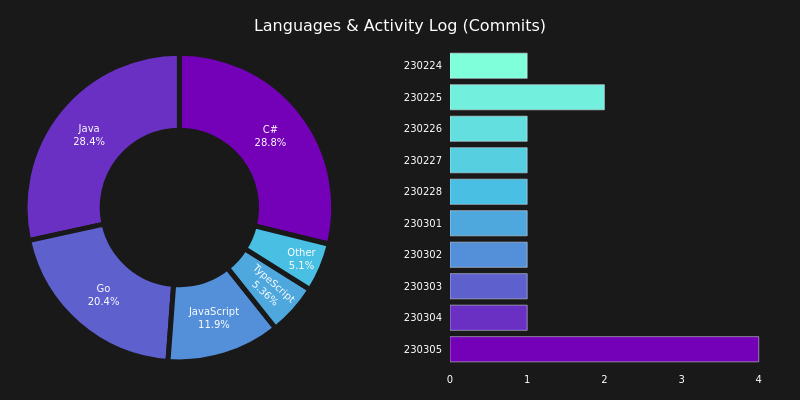 Languages & Activity Log (Commits)
Java
28.4%
C#
28.8%
Other
5.1%
TypeScript
5.36%
JavaScript
11.9%
Go
20.4%
230224
230225
230226
230227
230228
230301
230302
230303
230304
230305
0 1 2 3 4